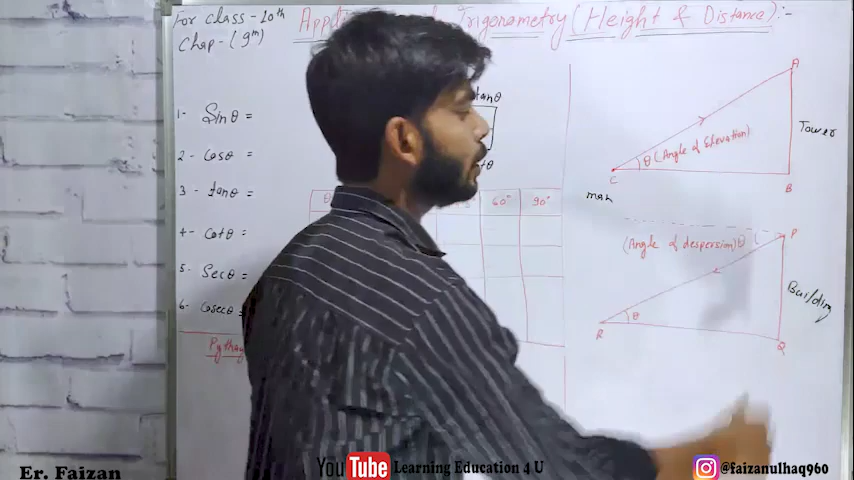 For Class - 10th
Chap - (9th)
Trigonometry (Height & Distance):-
1- Sinθ =
2- Cosθ =
3- tanθ =
4- Cotθ =
5- Secθ =
6- Cosecθ =
tanθ
θ
60° 90°
A
Tower
θ (Angle of Elevation)
C
B
man
P
(Angle of despersim) θ
Building
θ
R
Q
Er. Faizan
YouTube Learning Education 4 U
@faizanulhaq960